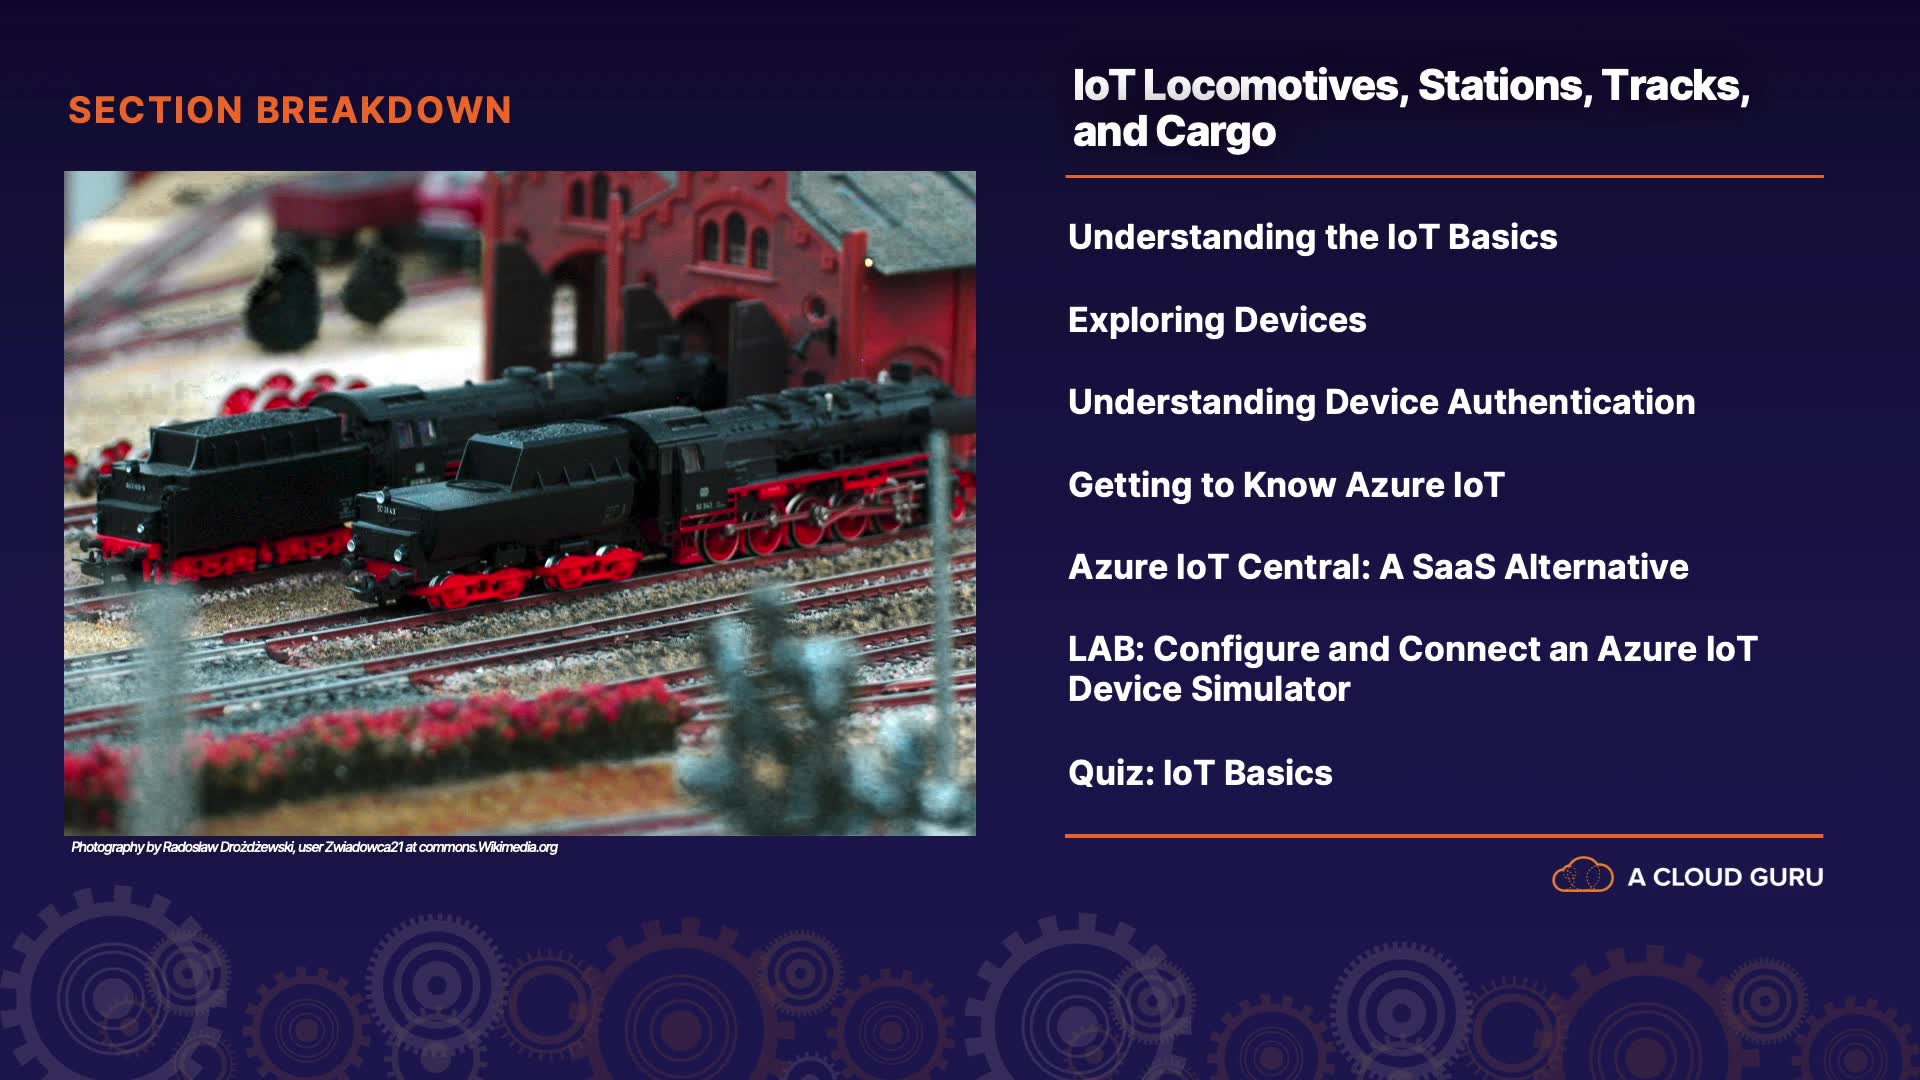 SECTION BREAKDOWN
IoT Locomotives, Stations, Tracks,
and Cargo
Understanding the IoT Basics
Exploring Devices
Understanding Device Authentication
Getting to Know Azure IoT
Azure IoT Central: A SaaS Alternative
LAB: Configure and Connect an Azure IoT
Device Simulator
Quiz: IoT Basics
Photography by Radosław Drożdżewski, user Zwiadowca21 at commons.Wikimedia.org
A CLOUD GURU